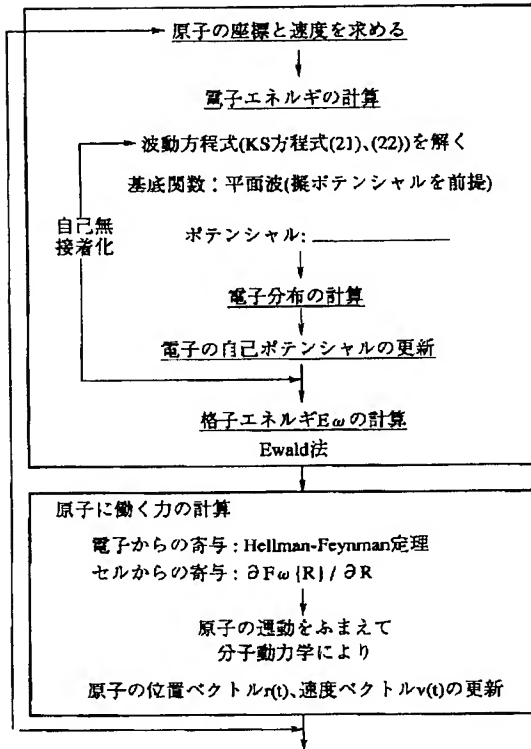 原子の座標と速度を求める
電子エネルギの計算
波動方程式(KS方程式(21)、(22))を解く
基底関数：平面波(擬ポテンシャルを前提)
自己無
接着化
ポテンシャル：
電子分布の計算
電子の自己ポテンシャルの更新
格子エネルギEωの計算
Ewald法
原子に働く力の計算
電子からの寄与：Hellman-Feynman定理
セルからの寄与：∂Fω{R}/∂R
原子の運動をふまえて
分子動力学により
原子の位置ベクトルr(t)、速度ベクトルv(t)の更新